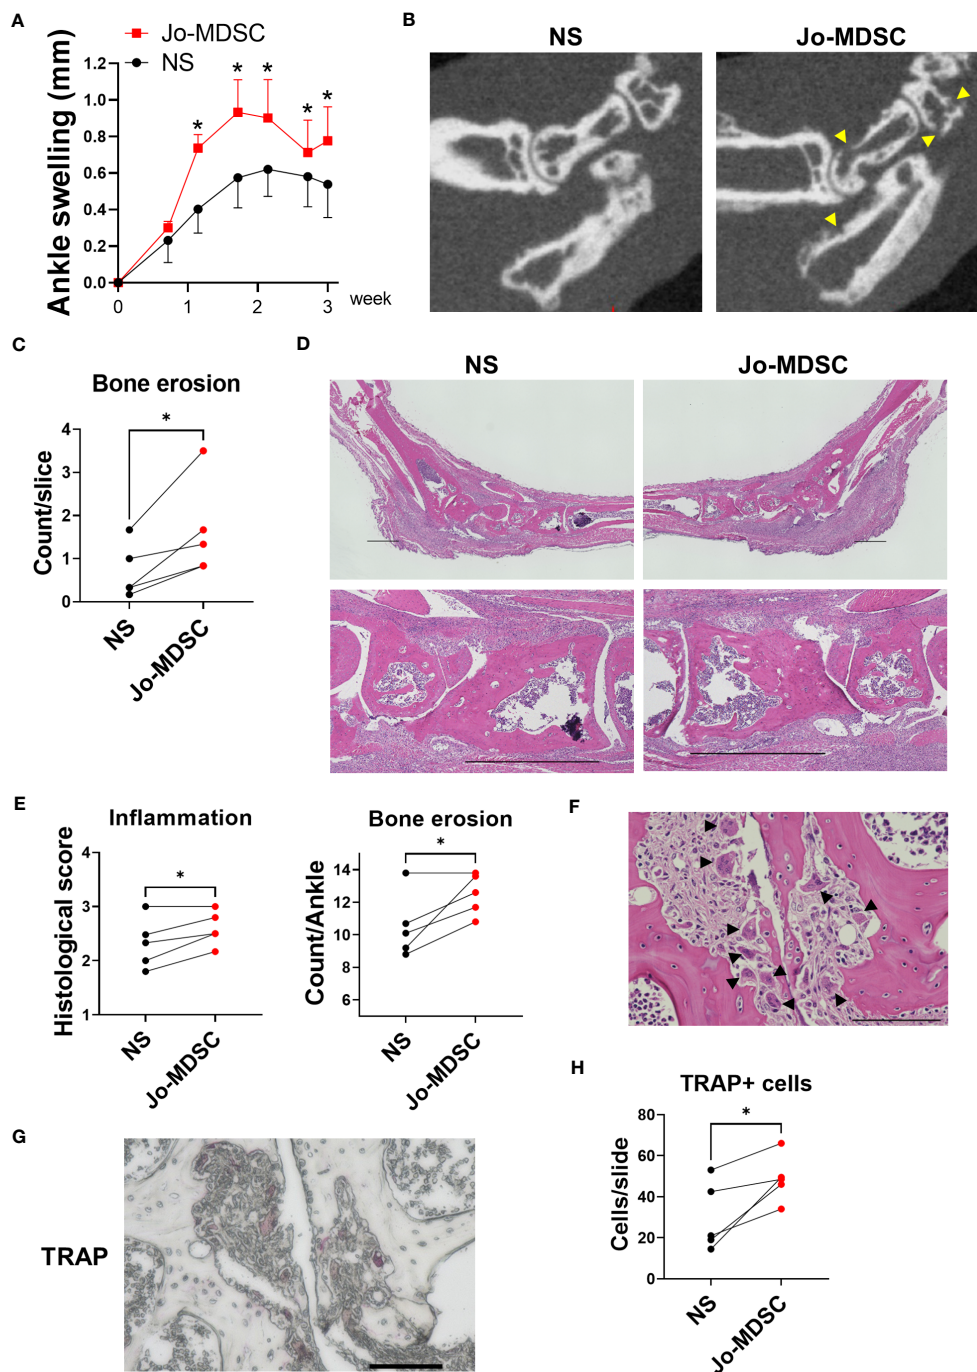 A
Jo-MDSC
NS
Ankle swelling (mm)
1.2
1.0
0.8
0.6
0.4
0.2
0.0
* * * * *
0 1 2 3 week
B
NS Jo-MDSC
C
Bone erosion
*
Count/slice
4
3
2
1
0
NS Jo-MDSC
D
NS Jo-MDSC
E
Inflammation
*
Histological score
4
3
2
1
NS Jo-MDSC
Bone erosion
*
Count/Ankle
14
12
10
8
6
NS Jo-MDSC
F
G
TRAP
H
TRAP+ cells
*
Cells/slide
80
60
40
20
0
NS Jo-MDSC